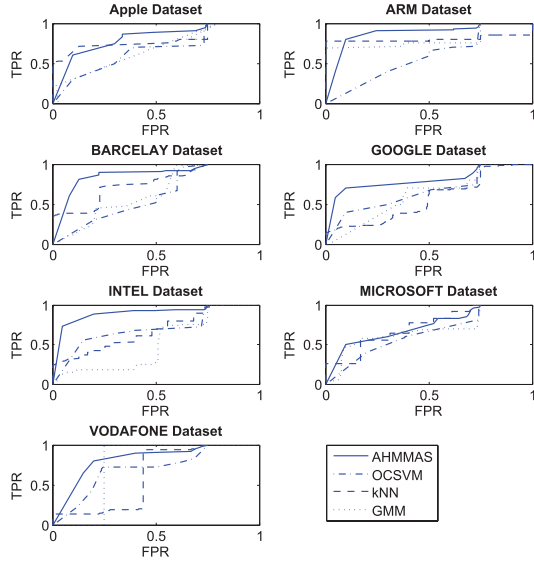 Apple Dataset
TPR
1
0.5
0
0
0.5
1
FPR
ARM Dataset
TPR
1
0.5
0
0
0.5
1
FPR
BARCELAY Dataset
TPR
1
0.5
0
0
0.5
1
FPR
GOOGLE Dataset
TPR
1
0.5
0
0
0.5
1
FPR
INTEL Dataset
TPR
1
0.5
0
0
0.5
1
FPR
MICROSOFT Dataset
TPR
1
0.5
0
0
0.5
1
FPR
VODAFONE Dataset
TPR
1
0.5
0
0
0.5
1
FPR
AHMMAS
OCSVM
kNN
GMM